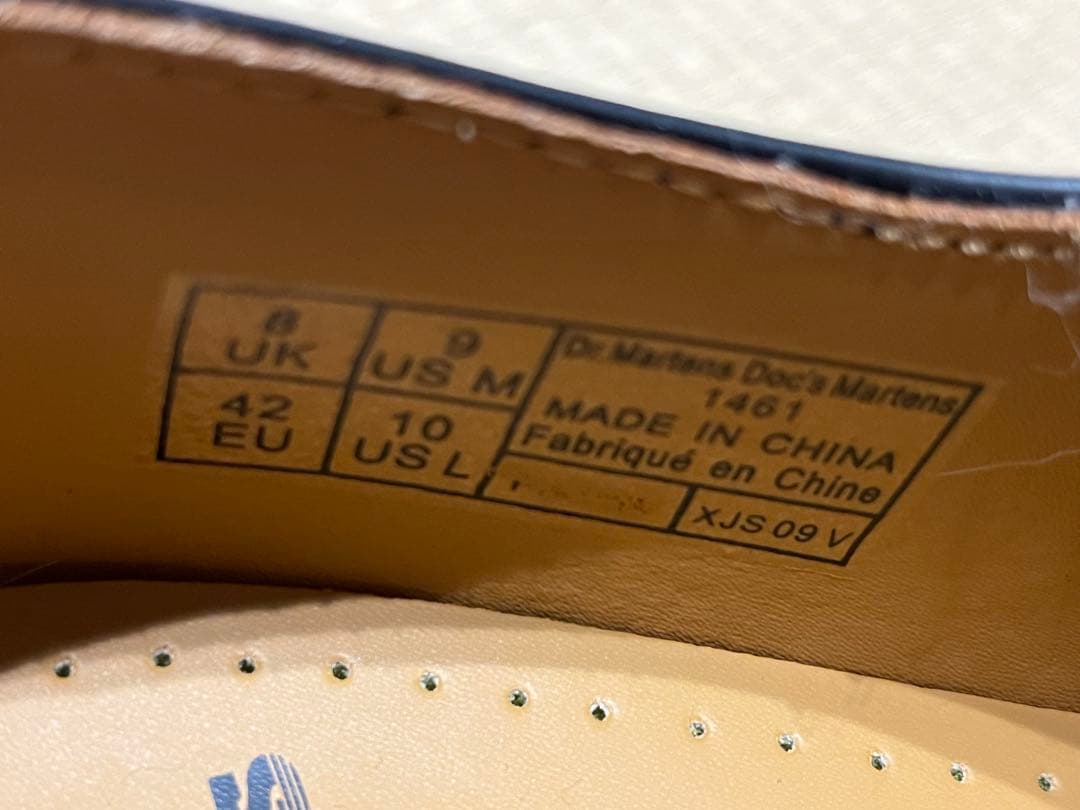 8
UK
9
US M
42
EU
10
US L
Dr.Martens Doc's Martens
1461
MADE IN CHINA
Fabriqué en Chine
XJS 09 V